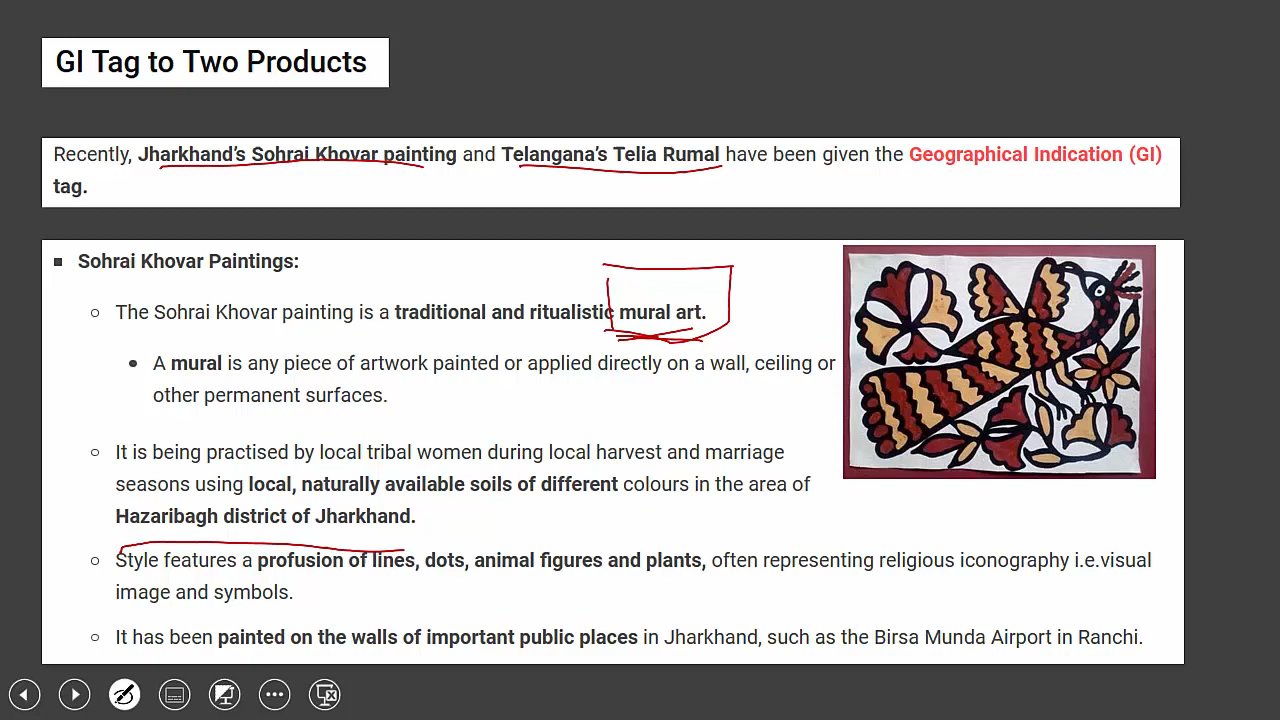 GI Tag to Two Products
Recently, Jharkhand's Sohrai Khovar painting and Telangana's Telia Rumal have been given the Geographical Indication (GI)
tag.
Sohrai Khovar Paintings:
The Sohrai Khovar painting is a traditional and ritualistic mural art.
A mural is any piece of artwork painted or applied directly on a wall, ceiling or
other permanent surfaces.
It is being practised by local tribal women during local harvest and marriage
seasons using local, naturally available soils of different colours in the area of
Hazaribagh district of Jharkhand.
Style features a profusion of lines, dots, animal figures and plants, often representing religious iconography i.e.visual
image and symbols.
It has been painted on the walls of important public places in Jharkhand, such as the Birsa Munda Airport in Ranchi.